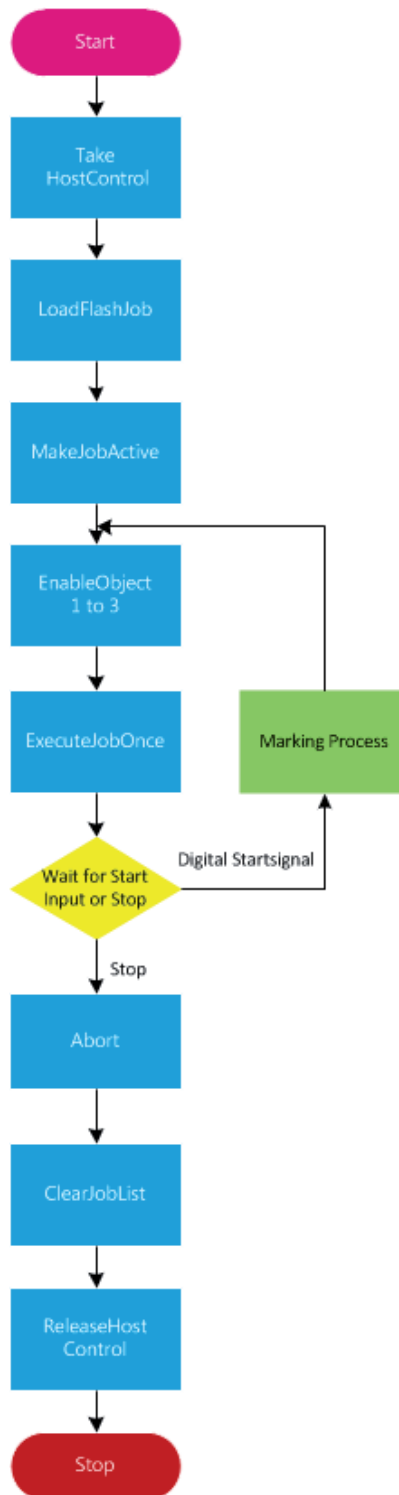 Start
Take
HostControl
LoadFlashJob
MakeJobActive
EnableObject
1 to 3
ExecuteJobOnce
Marking Process
Wait for Start
Input or Stop
Digital Startsignal
Stop
Abort
ClearJobList
ReleaseHost
Control
Stop